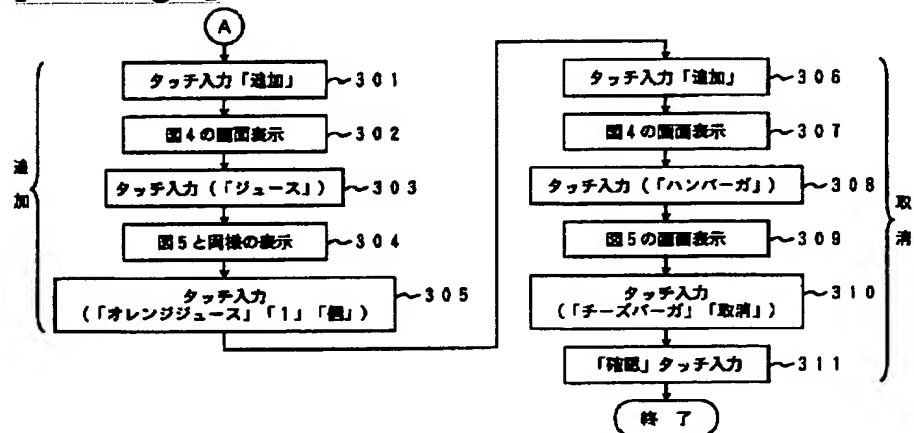 A
タッチ入力「追加」 ～301
図4の画面表示 ～302
タッチ入力(「ジュース」) ～303
図5と同様の表示 ～304
タッチ入力
(「オレンジジュース」「1」「個」) ～305
追加
タッチ入力「追加」 ～306
図4の画面表示 ～307
タッチ入力(「ハンバーガ」) ～308
図5の画面表示 ～309
タッチ入力
(「チーズバーガ」「取消」) ～310
「確認」タッチ入力 ～311
取消
終了